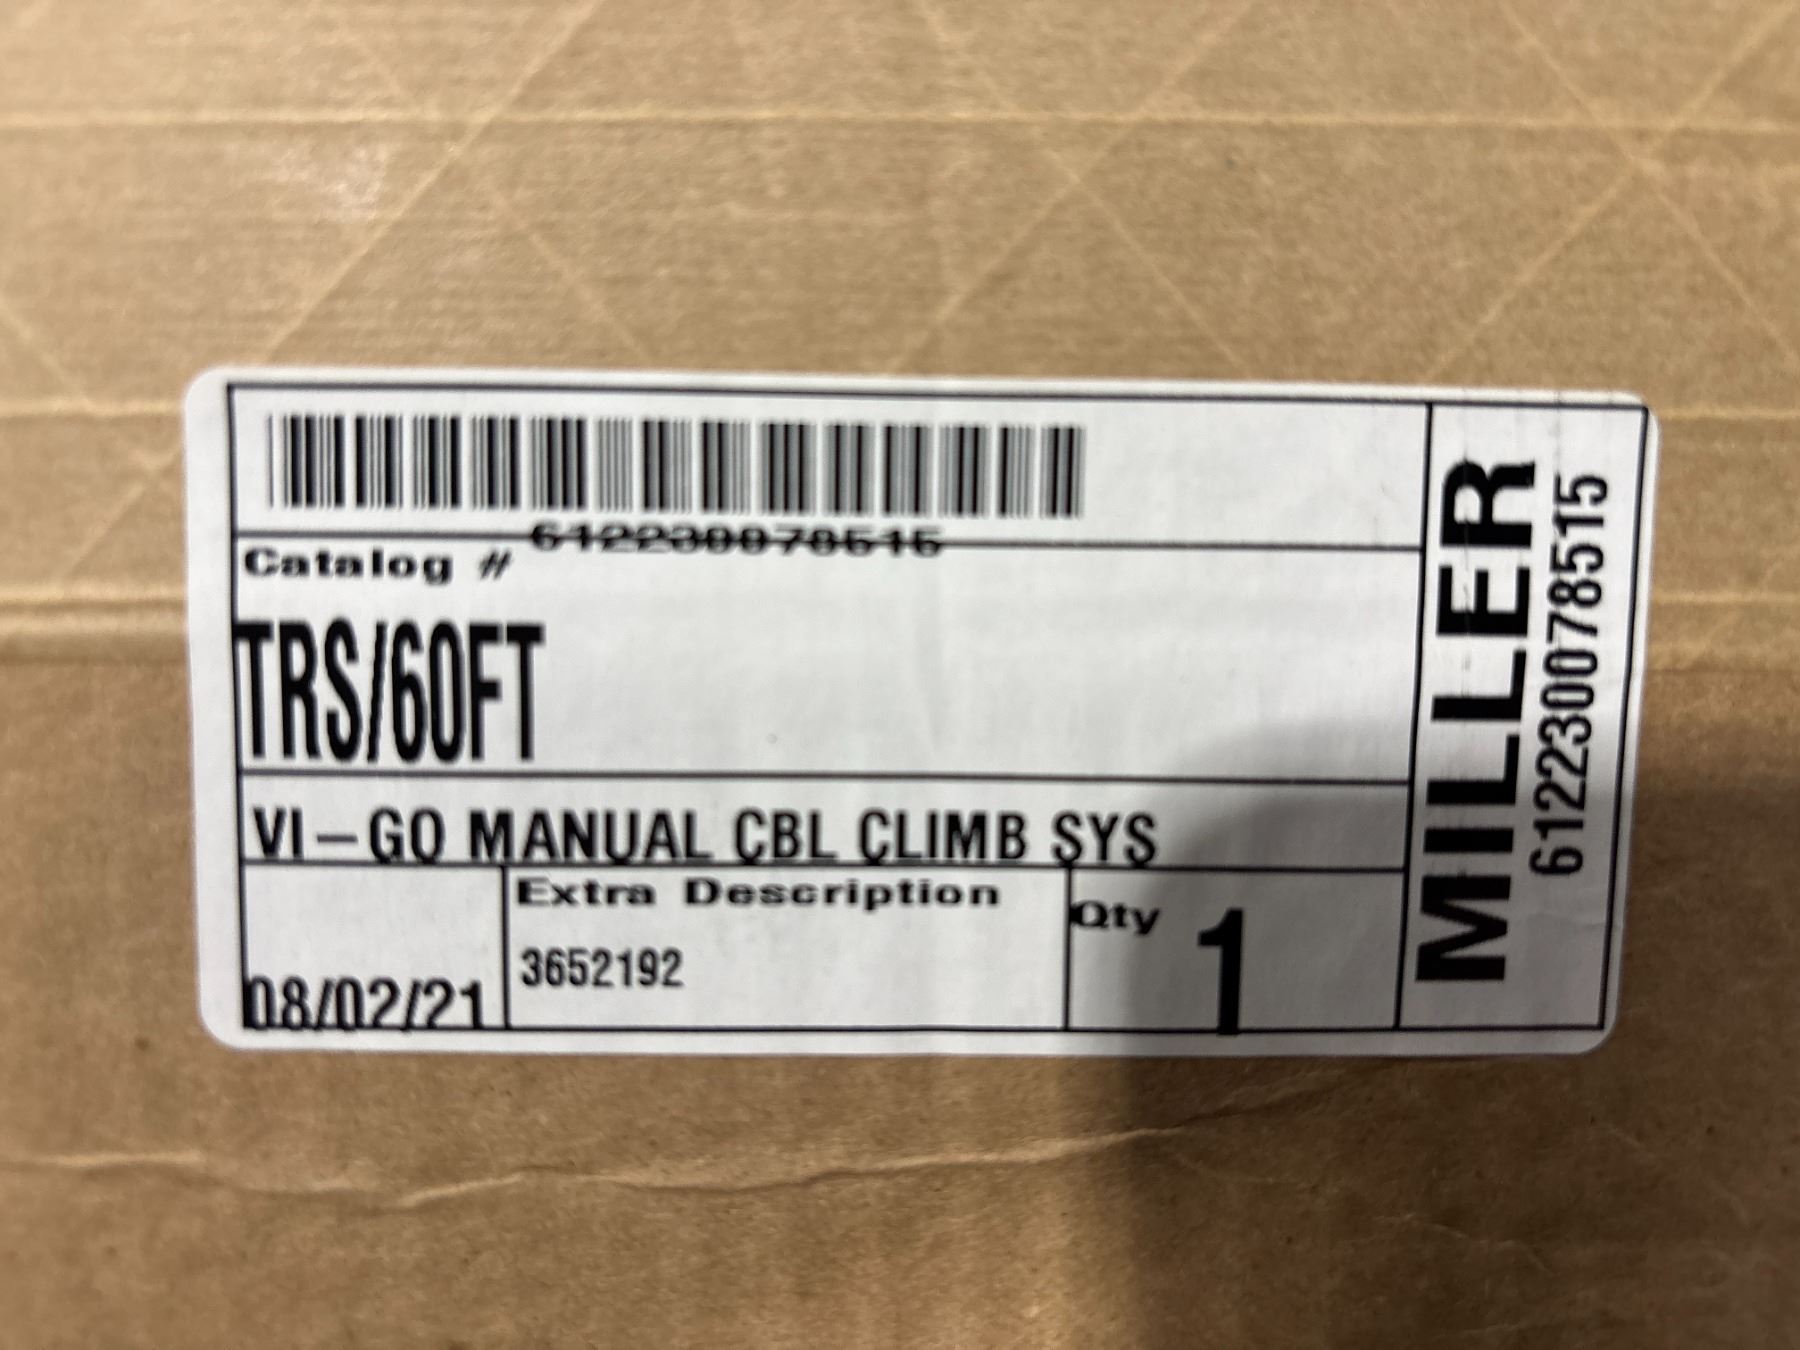 612230078515
Catalog #
TRS/60FT
VI-GO MANUAL CBL CLIMB SYS
08/02/21
Extra Description
3652192
Qty
1
MILLER
612230078515